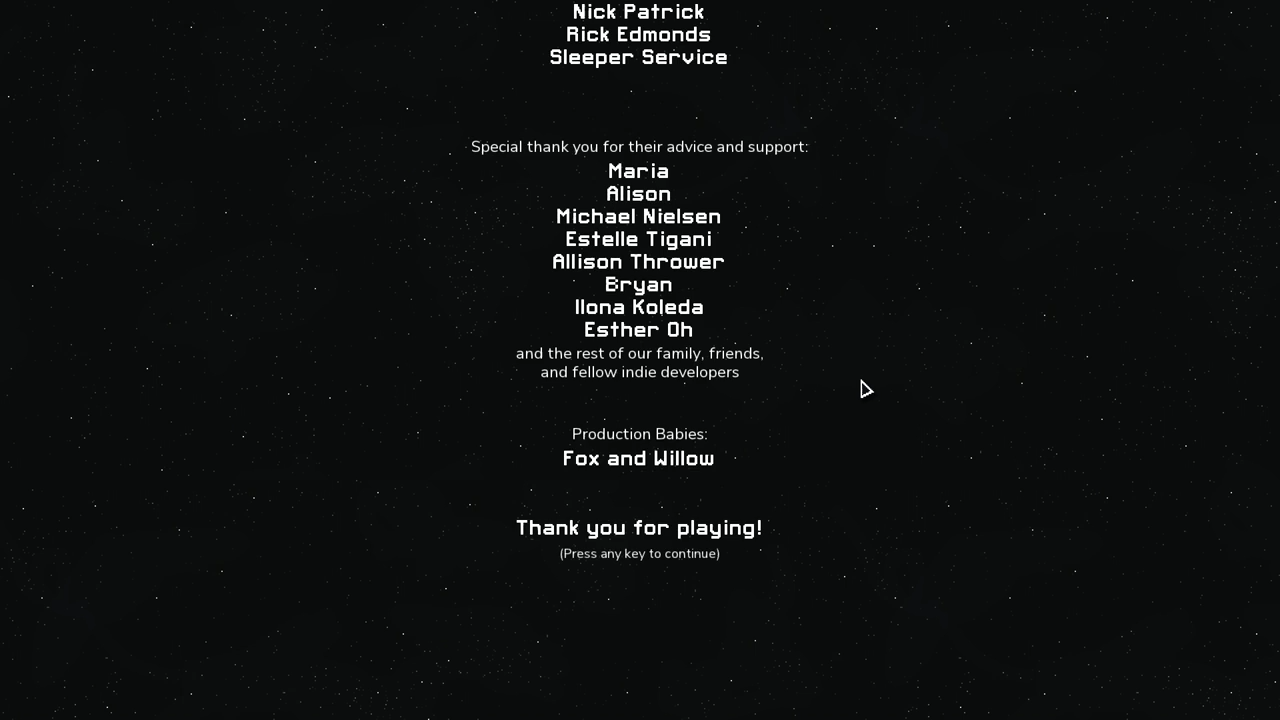 Nick Patrick
Rick Edmonds
Sleeper Service
Special thank you for their advice and support:
Maria
Alison
Michael Nielsen
Estelle Tigani
Allison Thrower
Bryan
Ilona Koleda
Esther Oh
and the rest of our family, friends,
and fellow indie developers
Production Babies:
Fox and Willow
Thank you for playing!
(Press any key to continue)